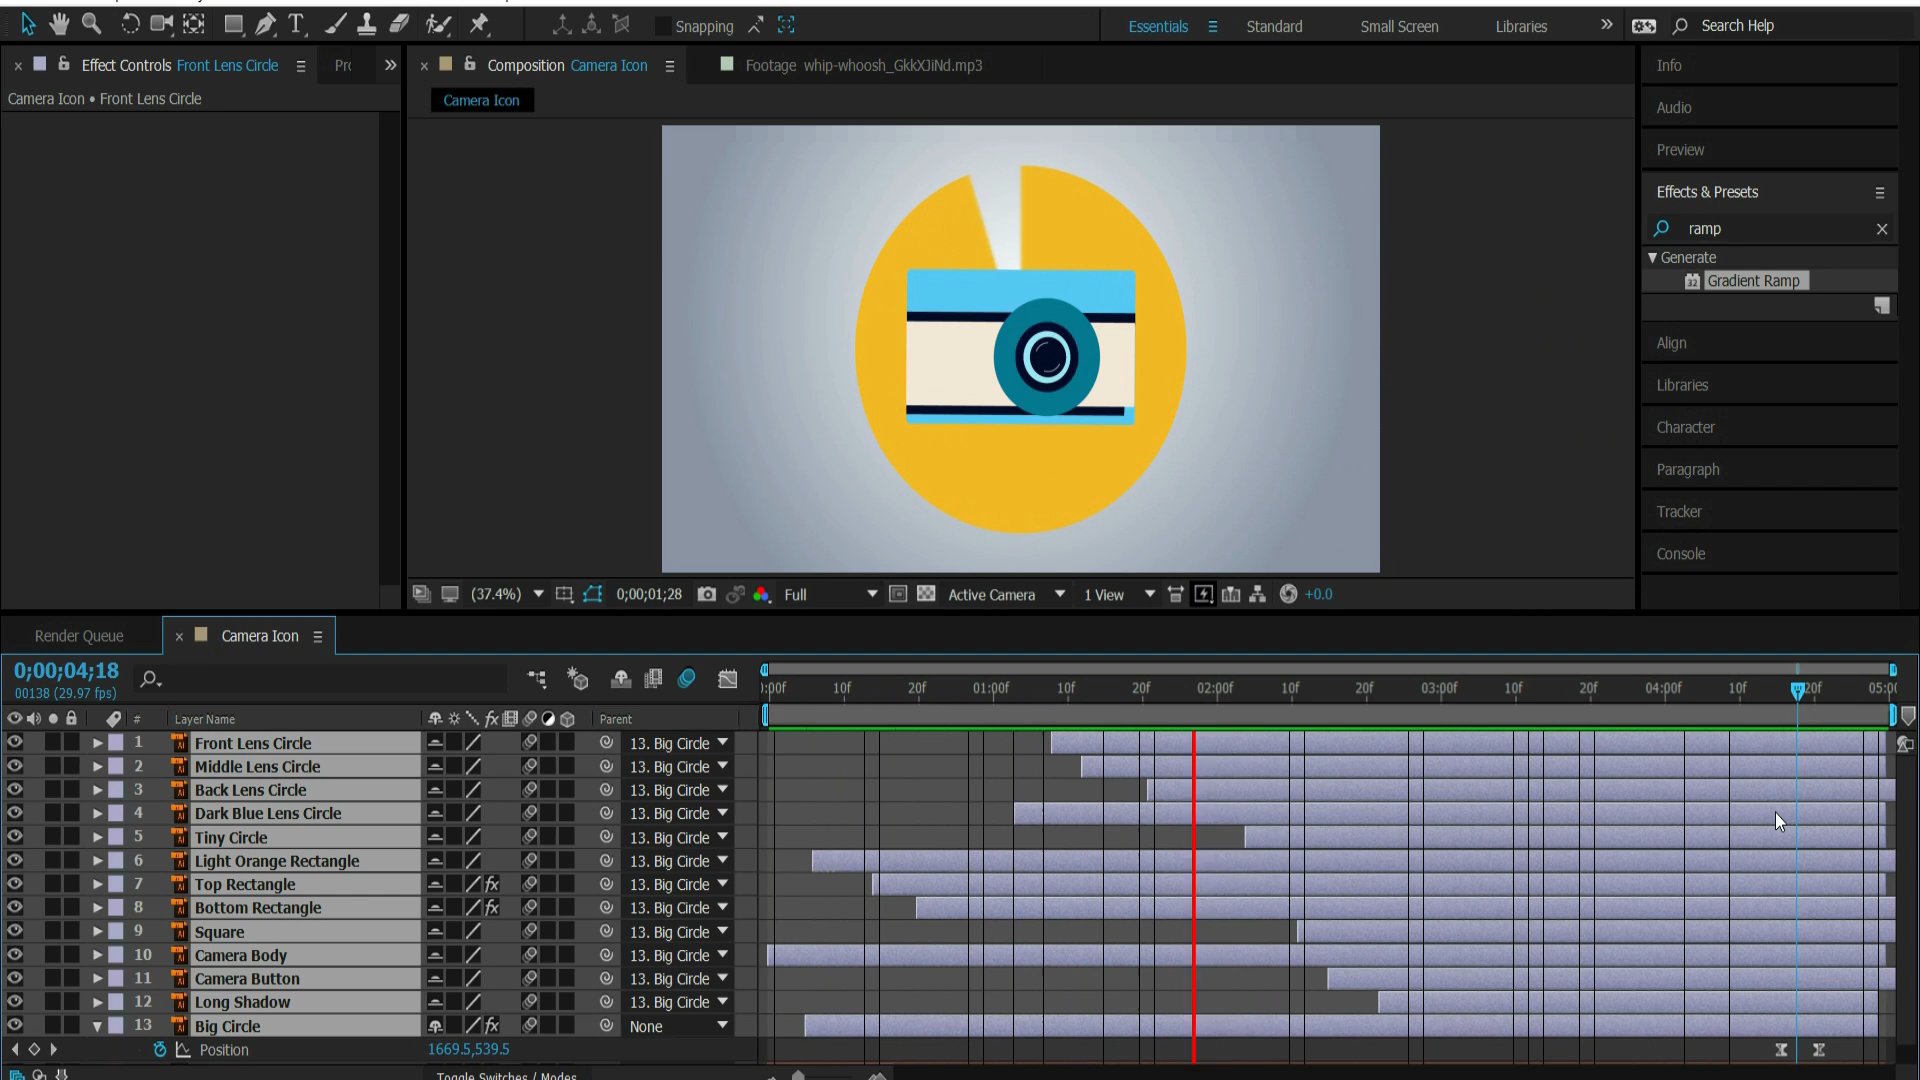 Snapping
Essentials
Standard
Small Screen
Libraries
Search Help
Effect Controls Front Lens Circle
Composition Camera Icon
Footage whip-whoosh_GkkXJiNd.mp3
Info
Camera Icon • Front Lens Circle
Camera Icon
Audio
Preview
Effects & Presets
ramp
Generate
32 Gradient Ramp
Align
Libraries
Character
Paragraph
Tracker
Console
(37.4%)
0;00;01;28
Full
Active Camera
1 View
+0.0
Render Queue
Camera Icon
0;00;04;18
00138 (29.97 fps)
):00f 10f 20f 01:00f 10f 20f 02:00f 10f 20f 03:00f 10f 20f 04:00f 10f 20f 05:00
# Layer Name fx Parent
1 Front Lens Circle 13. Big Circle
2 Middle Lens Circle 13. Big Circle
3 Back Lens Circle 13. Big Circle
4 Dark Blue Lens Circle 13. Big Circle
5 Tiny Circle 13. Big Circle
6 Light Orange Rectangle 13. Big Circle
7 Top Rectangle fx 13. Big Circle
8 Bottom Rectangle fx 13. Big Circle
9 Square 13. Big Circle
10 Camera Body 13. Big Circle
11 Camera Button 13. Big Circle
12 Long Shadow 13. Big Circle
13 Big Circle fx None
Position 1669.5,539.5
Toggle Switches / Modes